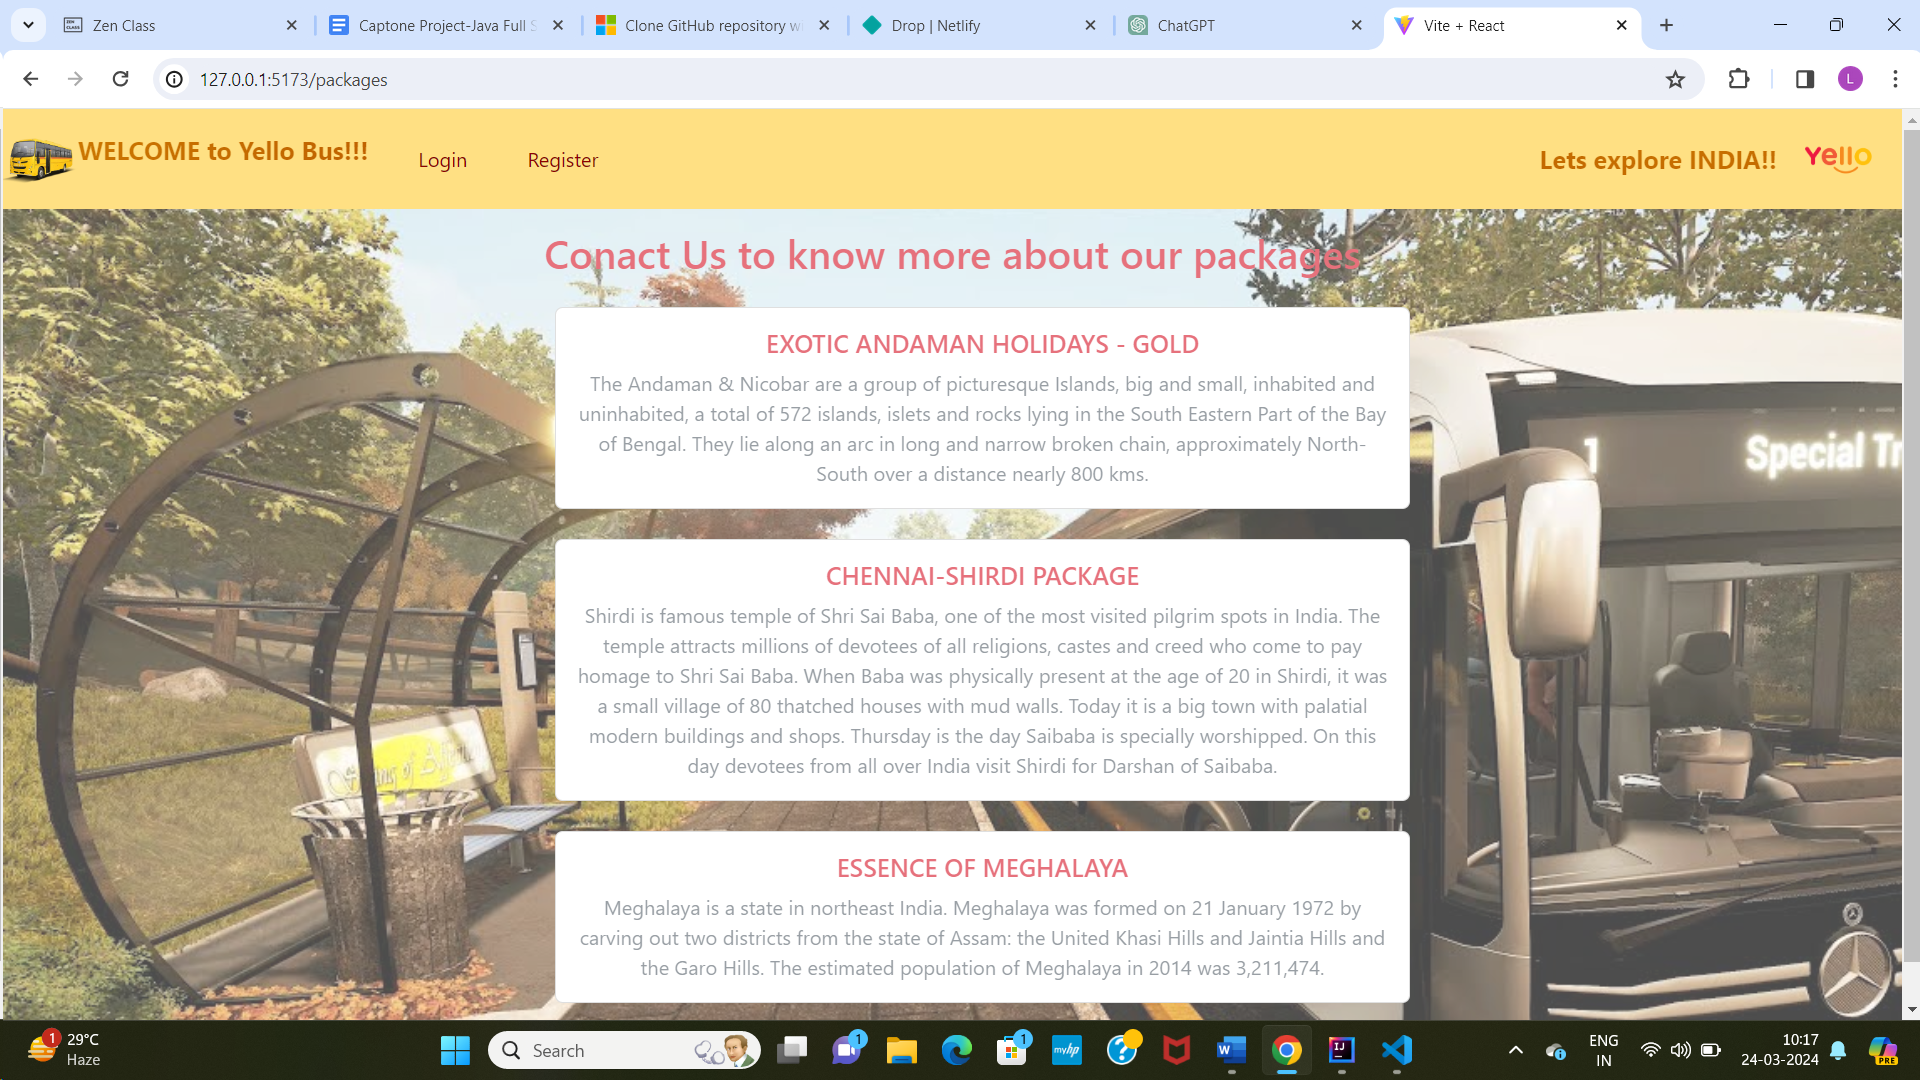 Zen Class
Captone Project-Java Full S
Clone GitHub repository w
Drop | Netlify
ChatGPT
Vite + React
127.0.0.1:5173/packages
L
WELCOME to Yello Bus!!!
Login
Register
Lets explore INDIA!!
Yello
Conact Us to know more about our packages
EXOTIC ANDAMAN HOLIDAYS - GOLD
The Andaman & Nicobar are a group of picturesque Islands, big and small, inhabited and
uninhabited, a total of 572 islands, islets and rocks lying in the South Eastern Part of the Bay
of Bengal. They lie along an arc in long and narrow broken chain, approximately North-
South over a distance nearly 800 kms.
1
Special Tr
CHENNAI-SHIRDI PACKAGE
Shirdi is famous temple of Shri Sai Baba, one of the most visited pilgrim spots in India. The
temple attracts millions of devotees of all religions, castes and creed who come to pay
homage to Shri Sai Baba. When Baba was physically present at the age of 20 in Shirdi, it was
a small village of 80 thatched houses with mud walls. Today it is a big town with palatial
modern buildings and shops. Thursday is the day Saibaba is specially worshipped. On this
day devotees from all over India visit Shirdi for Darshan of Saibaba.
ESSENCE OF MEGHALAYA
Meghalaya is a state in northeast India. Meghalaya was formed on 21 January 1972 by
carving out two districts from the state of Assam: the United Khasi Hills and Jaintia Hills and
the Garo Hills. The estimated population of Meghalaya in 2014 was 3,211,474.
1
29°C
Haze
Search
1
1
myhp
?
W
IJ
ENG
IN
10:17
24-03-2024
PRE